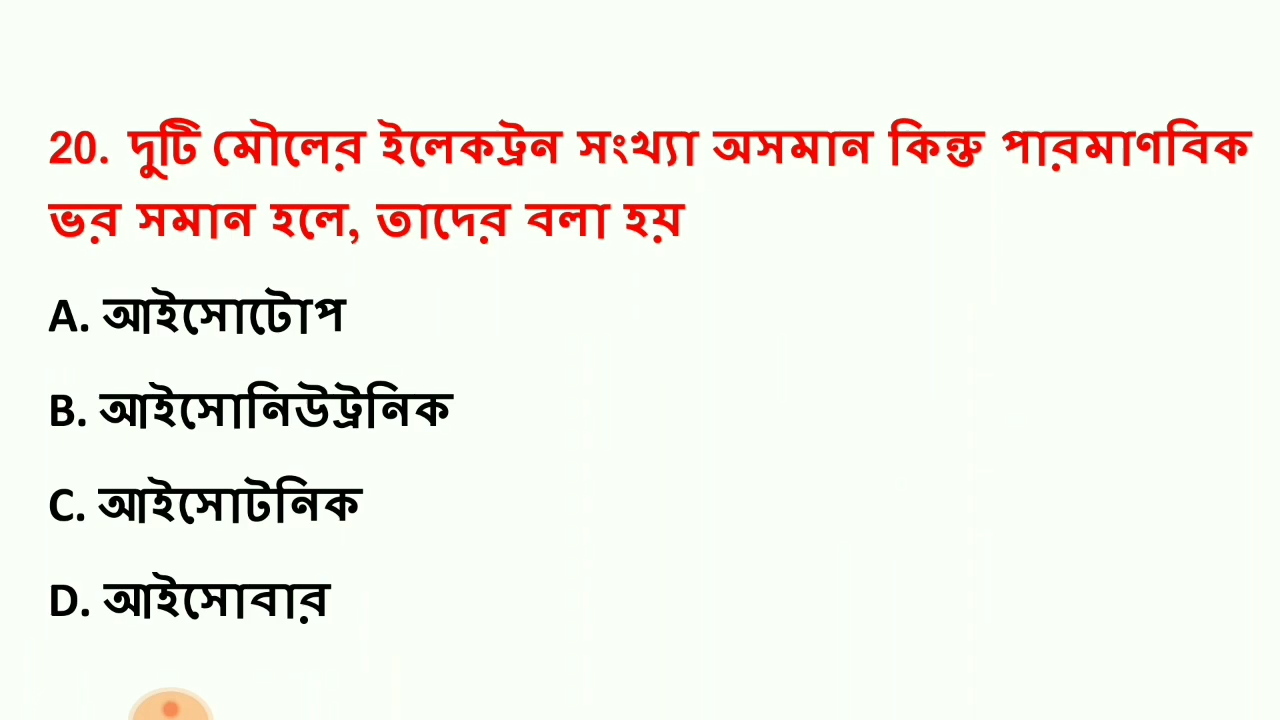 20. দুটি মৌলের ইলেকট্রন সংখ্যা অসমান কিন্তু পারমাণবিক
ভর সমান হলে, তাদের বলা হয়
A. আইসোটোপ
B. আইসোনিউট্রনিক
C. আইসোটনিক
D. আইসোবার